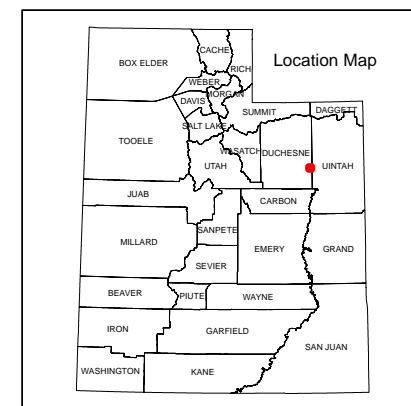 Location Map
BOX ELDER
CACHE
RICH
WEBER
MORGAN
DAVIS
SUMMIT
DAGGETT
SALT LAKE
TOOELE
WASATCH
DUCHESNE
UINTAH
UTAH
JUAB
CARBON
SANPETE
MILLARD
EMERY
GRAND
SEVIER
BEAVER
PIUTE
WAYNE
IRON
GARFIELD
SAN JUAN
WASHINGTON
KANE